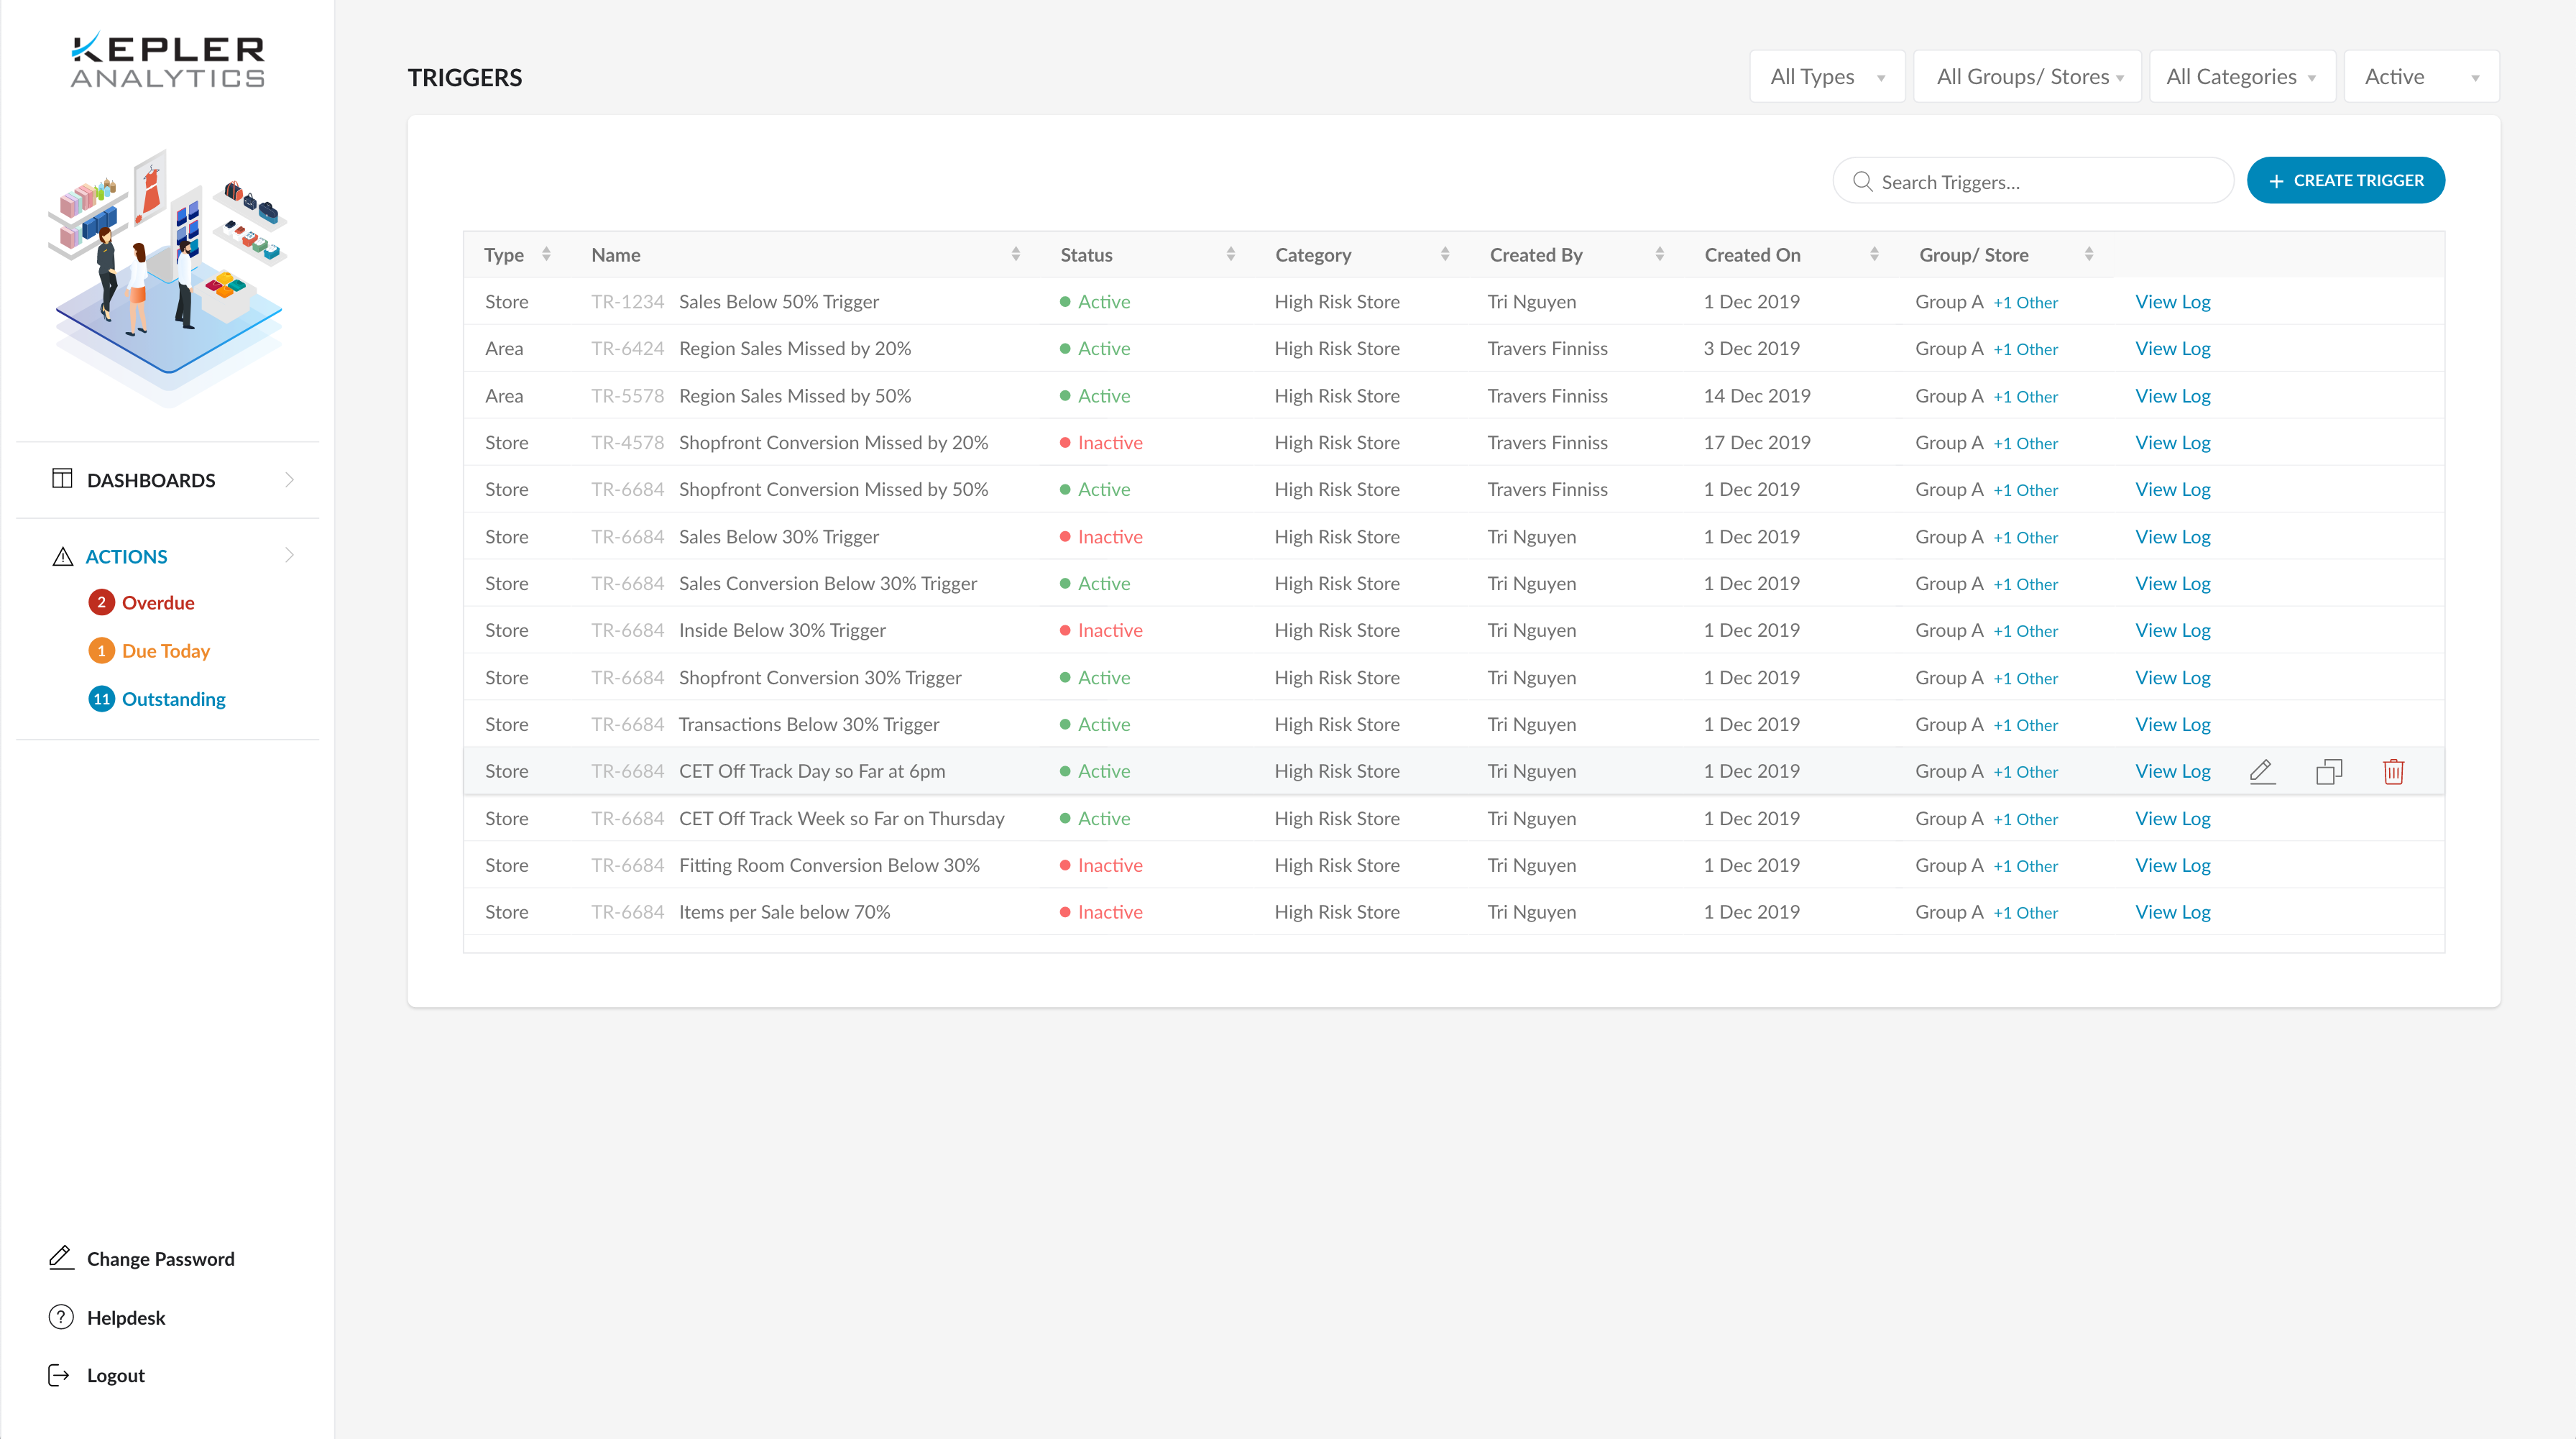 KEPLER
ANALYTICS
DASHBOARDS
ACTIONS
2 Overdue
1 Due Today
11 Outstanding
Change Password
Helpdesk
Logout
TRIGGERS
All Types All Groups/ Stores All Categories Active
Search Triggers... + CREATE TRIGGER
Type Name Status Category Created By Created On Group/ Store
Store TR-1234 Sales Below 50% Trigger Active High Risk Store Tri Nguyen 1 Dec 2019 Group A +1 Other View Log
Area TR-6424 Region Sales Missed by 20% Active High Risk Store Travers Finniss 3 Dec 2019 Group A +1 Other View Log
Area TR-5578 Region Sales Missed by 50% Active High Risk Store Travers Finniss 14 Dec 2019 Group A +1 Other View Log
Store TR-4578 Shopfront Conversion Missed by 20% Inactive High Risk Store Travers Finniss 17 Dec 2019 Group A +1 Other View Log
Store TR-6684 Shopfront Conversion Missed by 50% Active High Risk Store Travers Finniss 1 Dec 2019 Group A +1 Other View Log
Store TR-6684 Sales Below 30% Trigger Inactive High Risk Store Tri Nguyen 1 Dec 2019 Group A +1 Other View Log
Store TR-6684 Sales Conversion Below 30% Trigger Active High Risk Store Tri Nguyen 1 Dec 2019 Group A +1 Other View Log
Store TR-6684 Inside Below 30% Trigger Inactive High Risk Store Tri Nguyen 1 Dec 2019 Group A +1 Other View Log
Store TR-6684 Shopfront Conversion 30% Trigger Active High Risk Store Tri Nguyen 1 Dec 2019 Group A +1 Other View Log
Store TR-6684 Transactions Below 30% Trigger Active High Risk Store Tri Nguyen 1 Dec 2019 Group A +1 Other View Log
Store TR-6684 CET Off Track Day so Far at 6pm Active High Risk Store Tri Nguyen 1 Dec 2019 Group A +1 Other View Log
Store TR-6684 CET Off Track Week so Far on Thursday Active High Risk Store Tri Nguyen 1 Dec 2019 Group A +1 Other View Log
Store TR-6684 Fitting Room Conversion Below 30% Inactive High Risk Store Tri Nguyen 1 Dec 2019 Group A +1 Other View Log
Store TR-6684 Items per Sale below 70% Inactive High Risk Store Tri Nguyen 1 Dec 2019 Group A +1 Other View Log